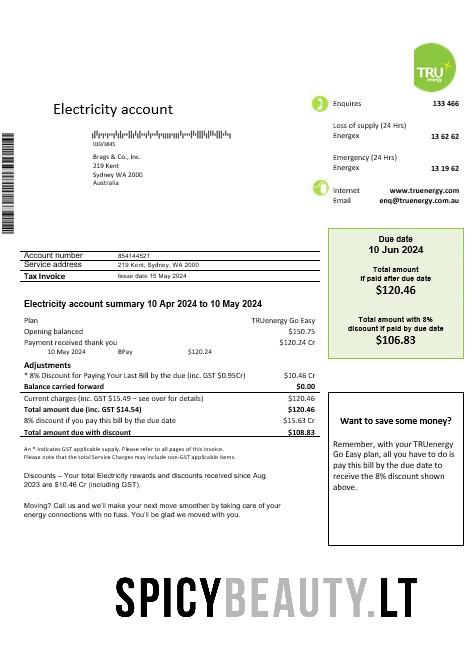 TRU
energy
Electricity account
Enquires 133 466
Loss of supply (24 Hrs)
Energex 13 62 62
Emergency (24 Hrs)
Energex 13 19 62
Internet www.truenergy.com
Email enq@truenergy.com.au
Brags & Co., Inc.
219 Kent
Sydney WA 2000
Australia
Due date
10 Jun 2024
Total amount
if paid after due date
$120.46
Total amount with 8%
discount if paid by due date
$106.83
Account number 854144521
Service address 219 Kent, Sydney, WA 2000
Tax Invoice Issue date 15 May 2024
Electricity account summary 10 Apr 2024 to 10 May 2024
Plan TRUenergy Go Easy
Opening balanced $150.75
Payment received thank you $120.24 Cr
10 May 2024 BPay $120.24
Adjustments
* 8% Discount for Paying Your Last Bill by the due (inc. GST $0.95Cr) $10.46 Cr
Balance carried forward $0.00
Current charges (inc. GST $15.49 – see over for details) $120.46
Total amount due (inc. GST $14.54) $120.46
8% discount if you pay this bill by the due date $15.63 Cr
Total amount due with discount $108.83
An * indicates GST applicable supply. Please refer to all pages of this invoice.
Please note that the total Service Charges may include non-GST applicable items.
Discounts – Your total Electricity rewards and discounts received since Aug.
2023 are $10.46 Cr (including GST).
Moving? Call us and we'll make your next move smoother by taking care of your
energy connections with no fuss. You'll be glad we moved with you.
Want to save some money?
Remember, with your TRUenergy
Go Easy plan, all you have to do is
pay this bill by the due date to
receive the 8% discount shown
above.
SPICYBEAUTY.LT